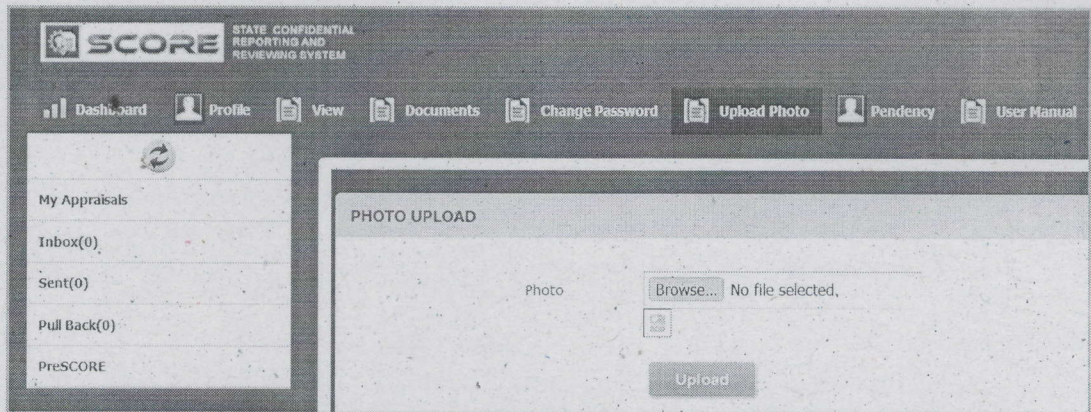 SCORE
STATE CONFIDENTIAL
REPORTING AND
REVIEWING SYSTEM
Dashboard Profile View Documents Change Password Upload Photo Pendency User Manual
My Appraisals
Inbox(0)
Sent(0)
Pull Back(0)
PreSCORE
PHOTO UPLOAD
Photo Browse... No file selected.
Upload